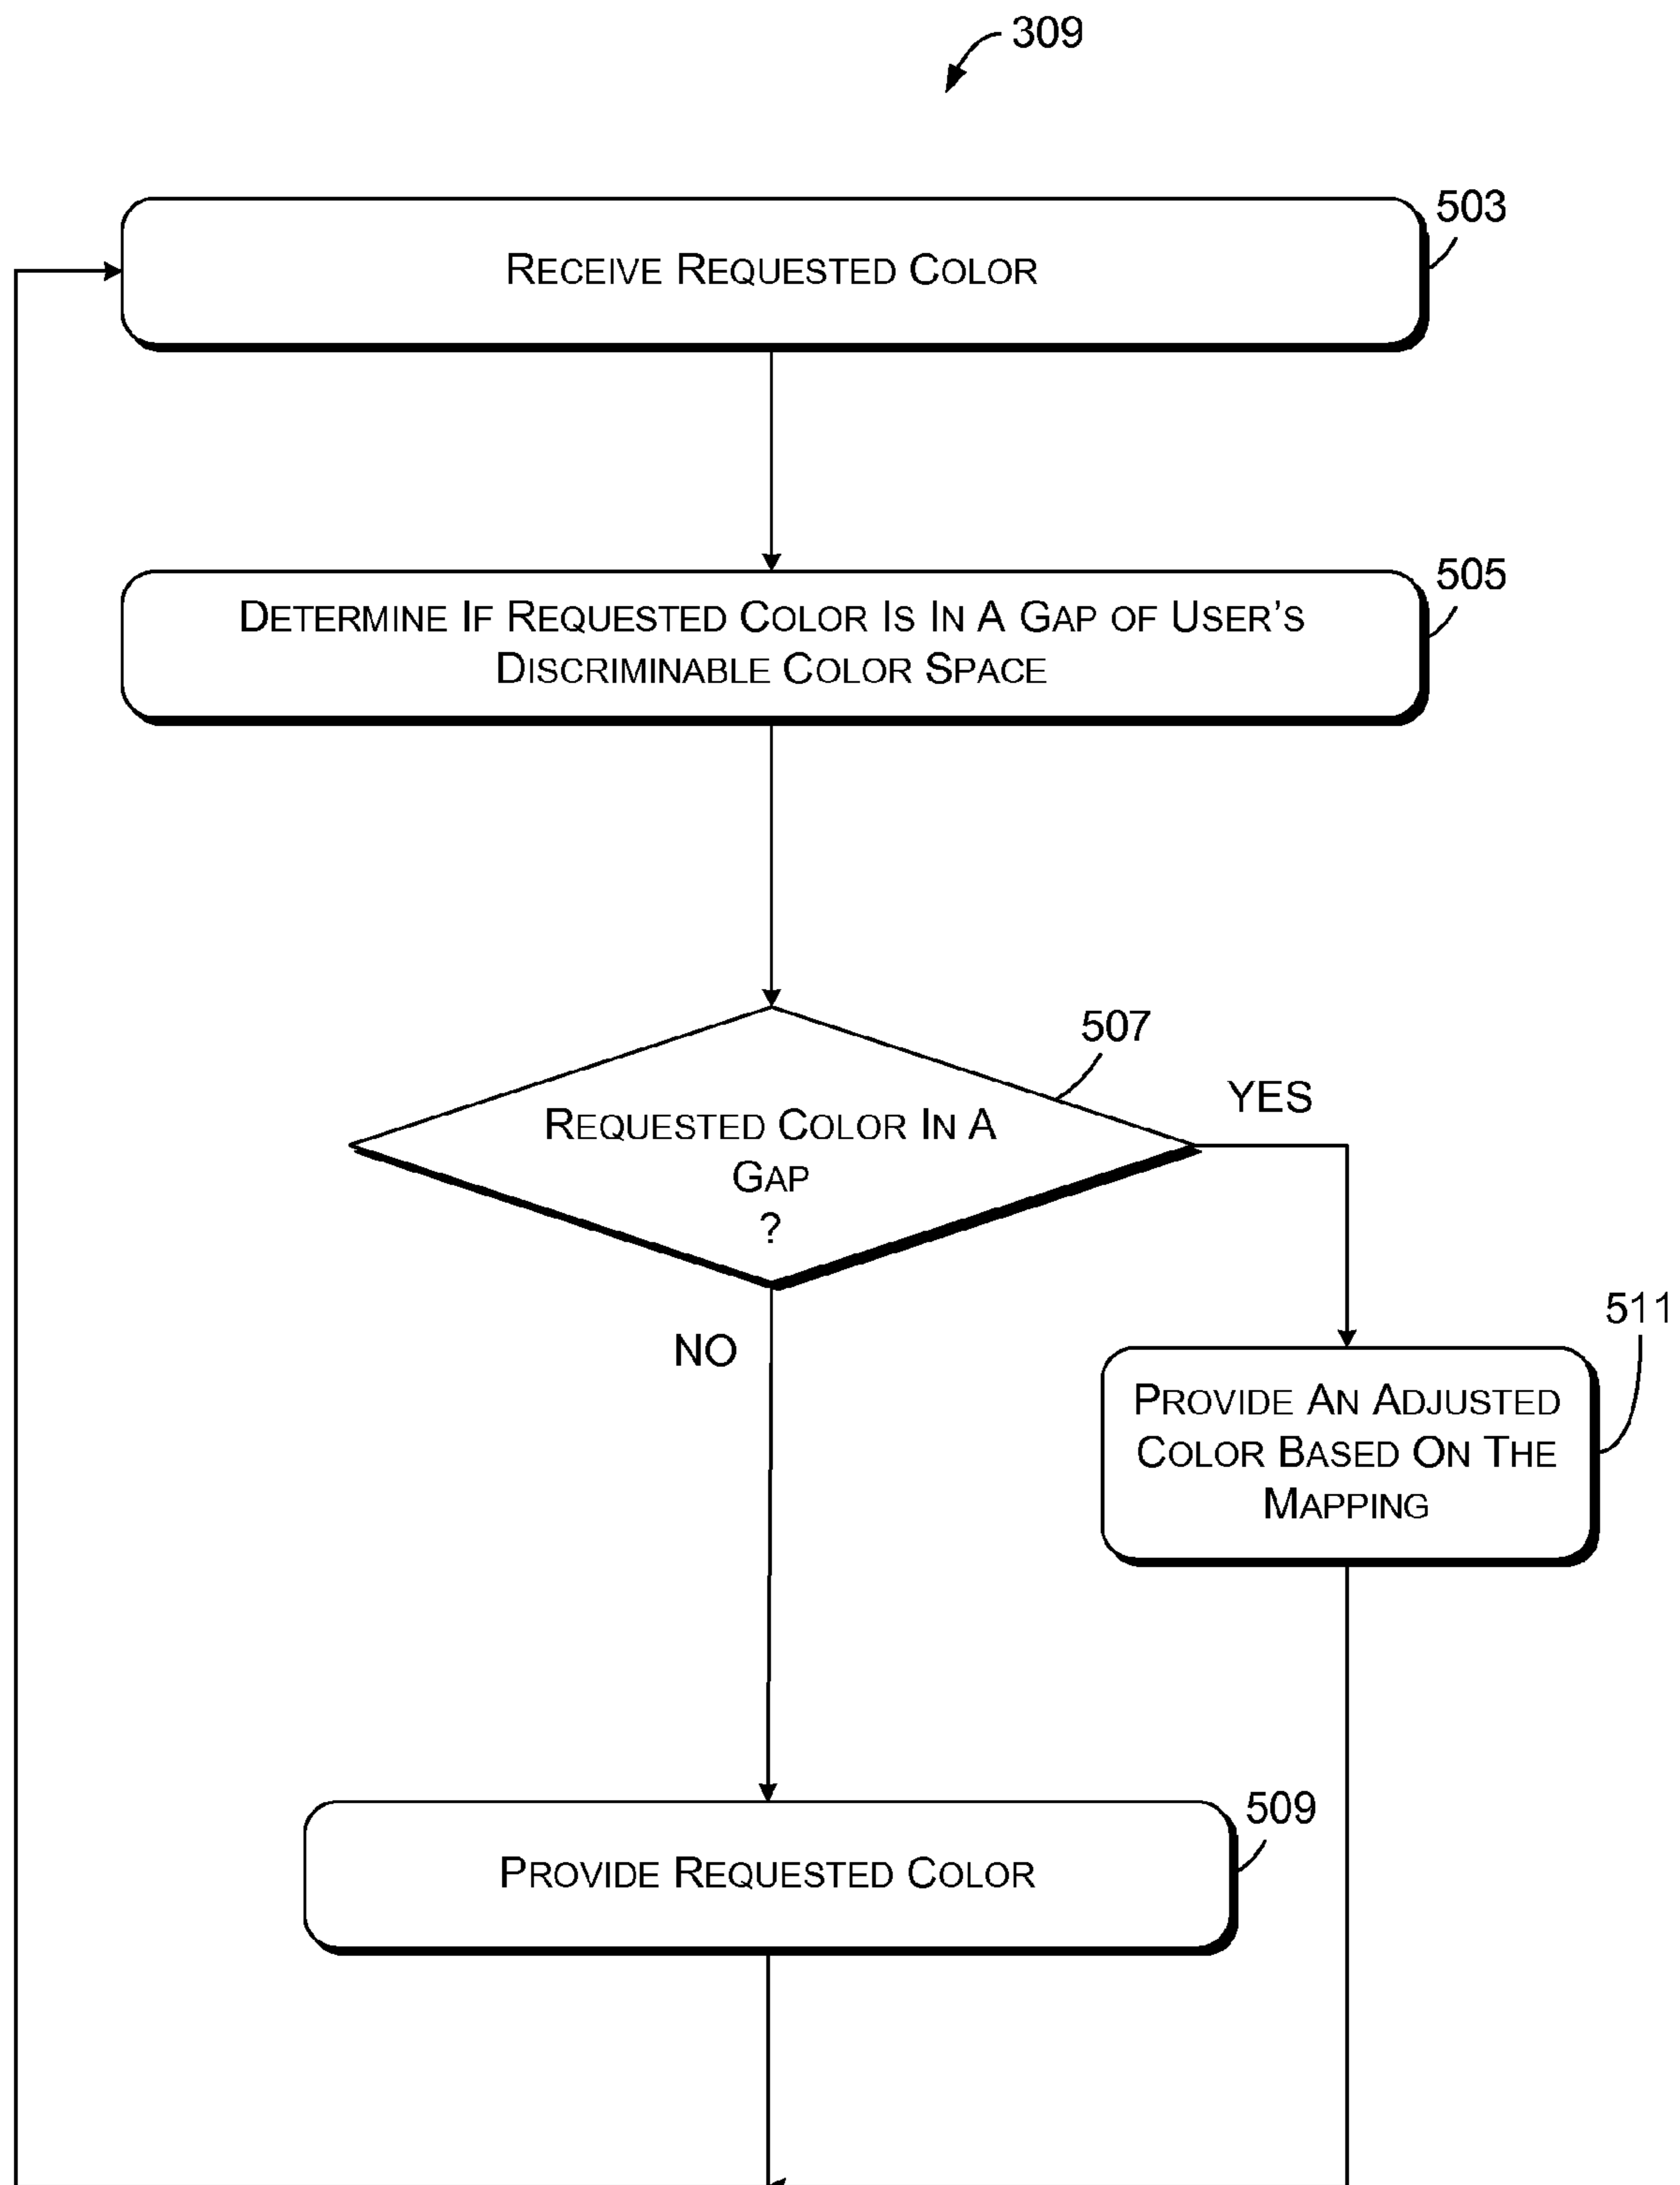 309
503
RECEIVE REQUESTED COLOR
505
DETERMINE IF REQUESTED COLOR IS IN A GAP OF USER'S
DISCRIMINABLE COLOR SPACE
507
REQUESTED COLOR IN A
GAP
?
YES
NO
511
PROVIDE AN ADJUSTED
COLOR BASED ON THE
MAPPING
509
PROVIDE REQUESTED COLOR